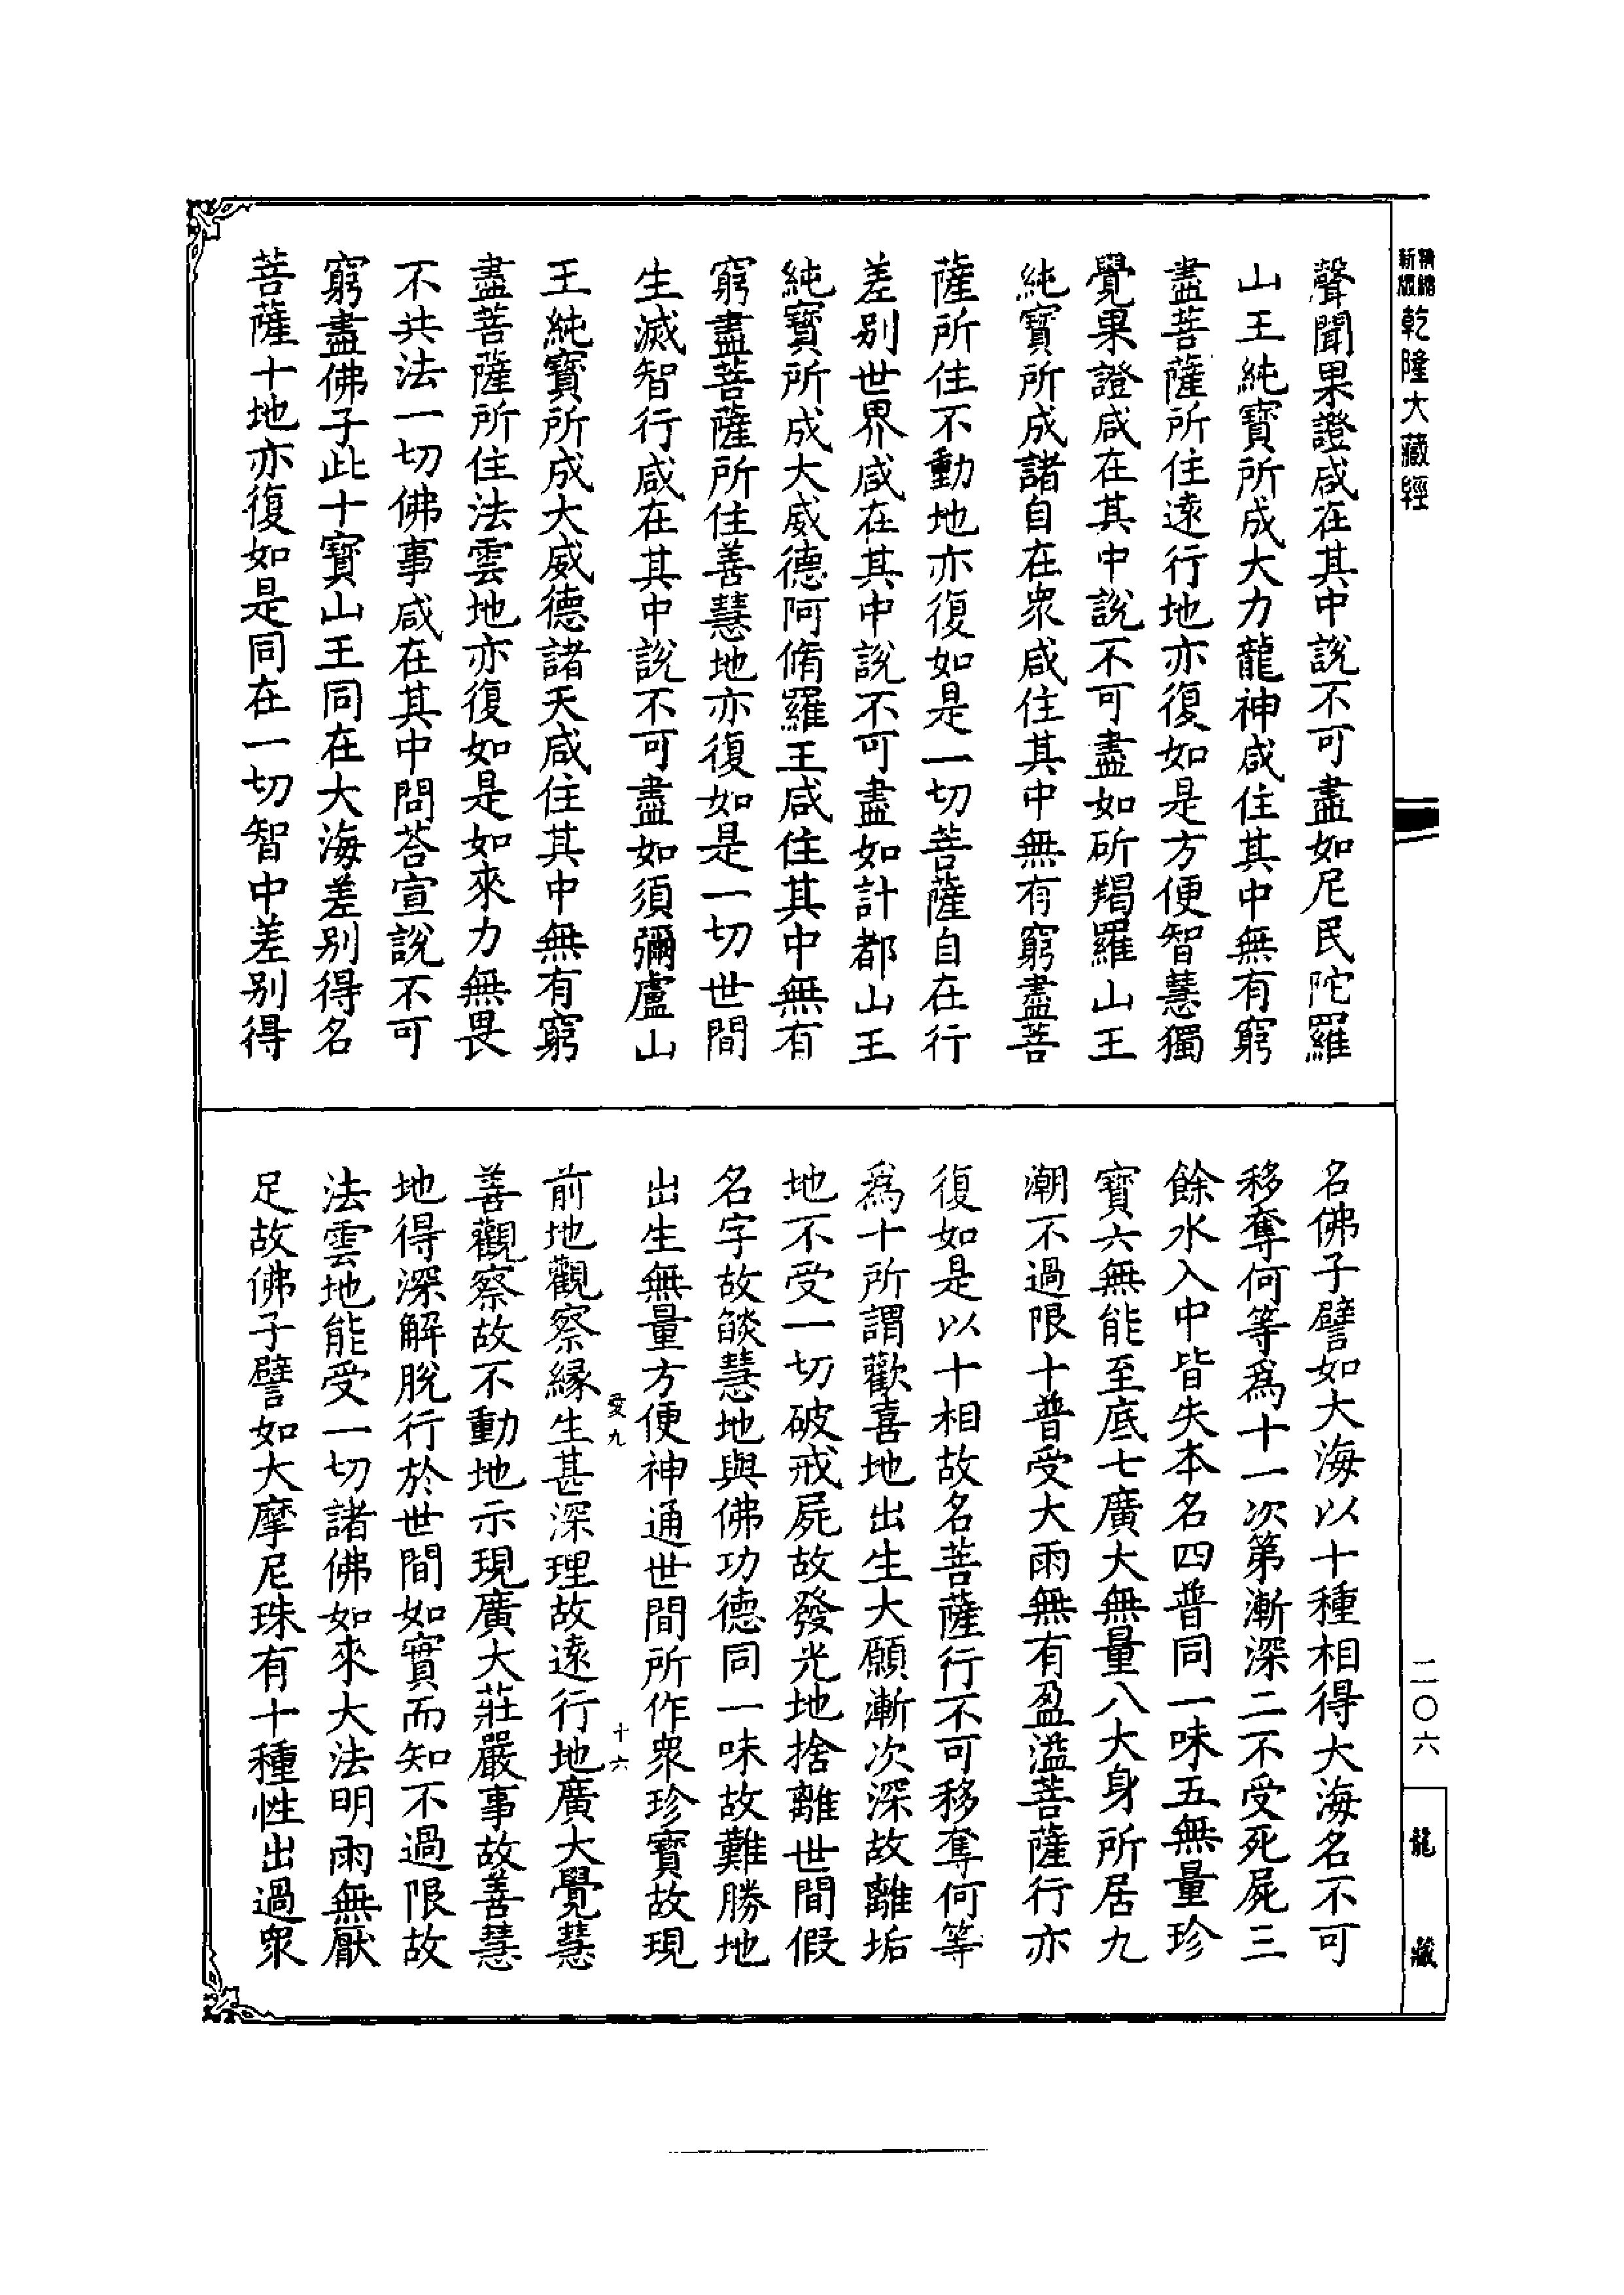 精縮
新版
乾隆大藏經
聲聞果證咸在其中說不可盡如尼民陀羅
山王純寶所成大力龍神咸住其中無有窮
盡菩薩所住遠行地亦復如是方便智慧獨
覺果證咸在其中說不可盡如斫羯羅山王
純寶所成諸自在衆咸住其中無有窮盡菩
薩所住不動地亦復如是一切菩薩自在行
差别世界咸在其中說不可盡如計都山王
純寶所成大威德阿脩羅王咸住其中無有
窮盡菩薩所住善慧地亦復如是一切世間
生滅智行咸在其中說不可盡如須彌盧山
王純寶所成大威德諸天咸住其中無有窮
盡菩薩所住法雲地亦復如是如來力無畏
不共法一切佛事咸在其中問荅宣說不可
窮盡佛子此十寶山王同在大海差别得名
菩薩十地亦復如是同在一切智中差别得
名佛子譬如大海以十種相得大海名不可
移奪何等爲十一次第漸深二不受死屍三
餘水入中皆失本名四普同一味五無量珍
寶六無能至底七廣大無量八大身所居九
潮不過限十普受大雨無有盈溢菩薩行亦
復如是以十相故名菩薩行不可移奪何等
爲十所謂歡喜地出生大願漸次深故離垢
地不受一切破戒屍故發光地捨離世間假
名字故燄慧地與佛功德同一味故難勝地
出生無量方便神通世間所作衆珍寶故現
愛九
十六
前地觀察緣生甚深理故遠行地廣大覺慧
善觀察故不動地示現廣大莊嚴事故善慧
地得深解脫行於世間如實而知不過限故
法雲地能受一切諸佛如來大法明雨無厭
足故佛子譬如大摩尼珠有十種性出過衆
二〇六
龍藏